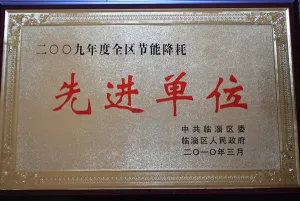 二〇〇九年度全区节能降耗
先进单位
中共临淄区委
临淄区人民政府
二〇一〇年三月